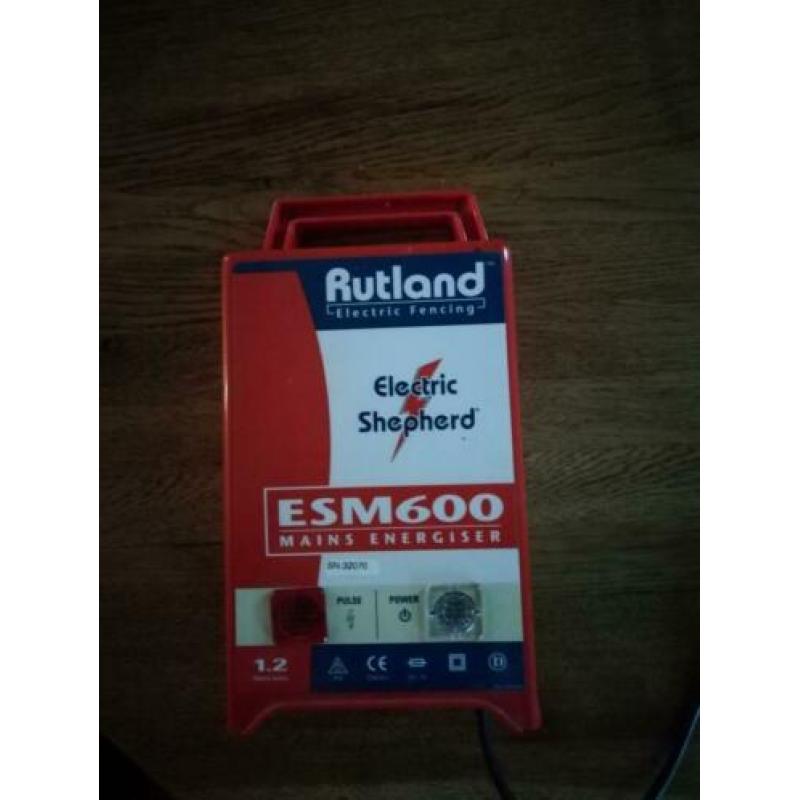 Rutland
Electric Fencing
Electric
Shepherd
ESM600
MAINS ENERGISER
SN:32070
PULSE
POWER
1.2
CE